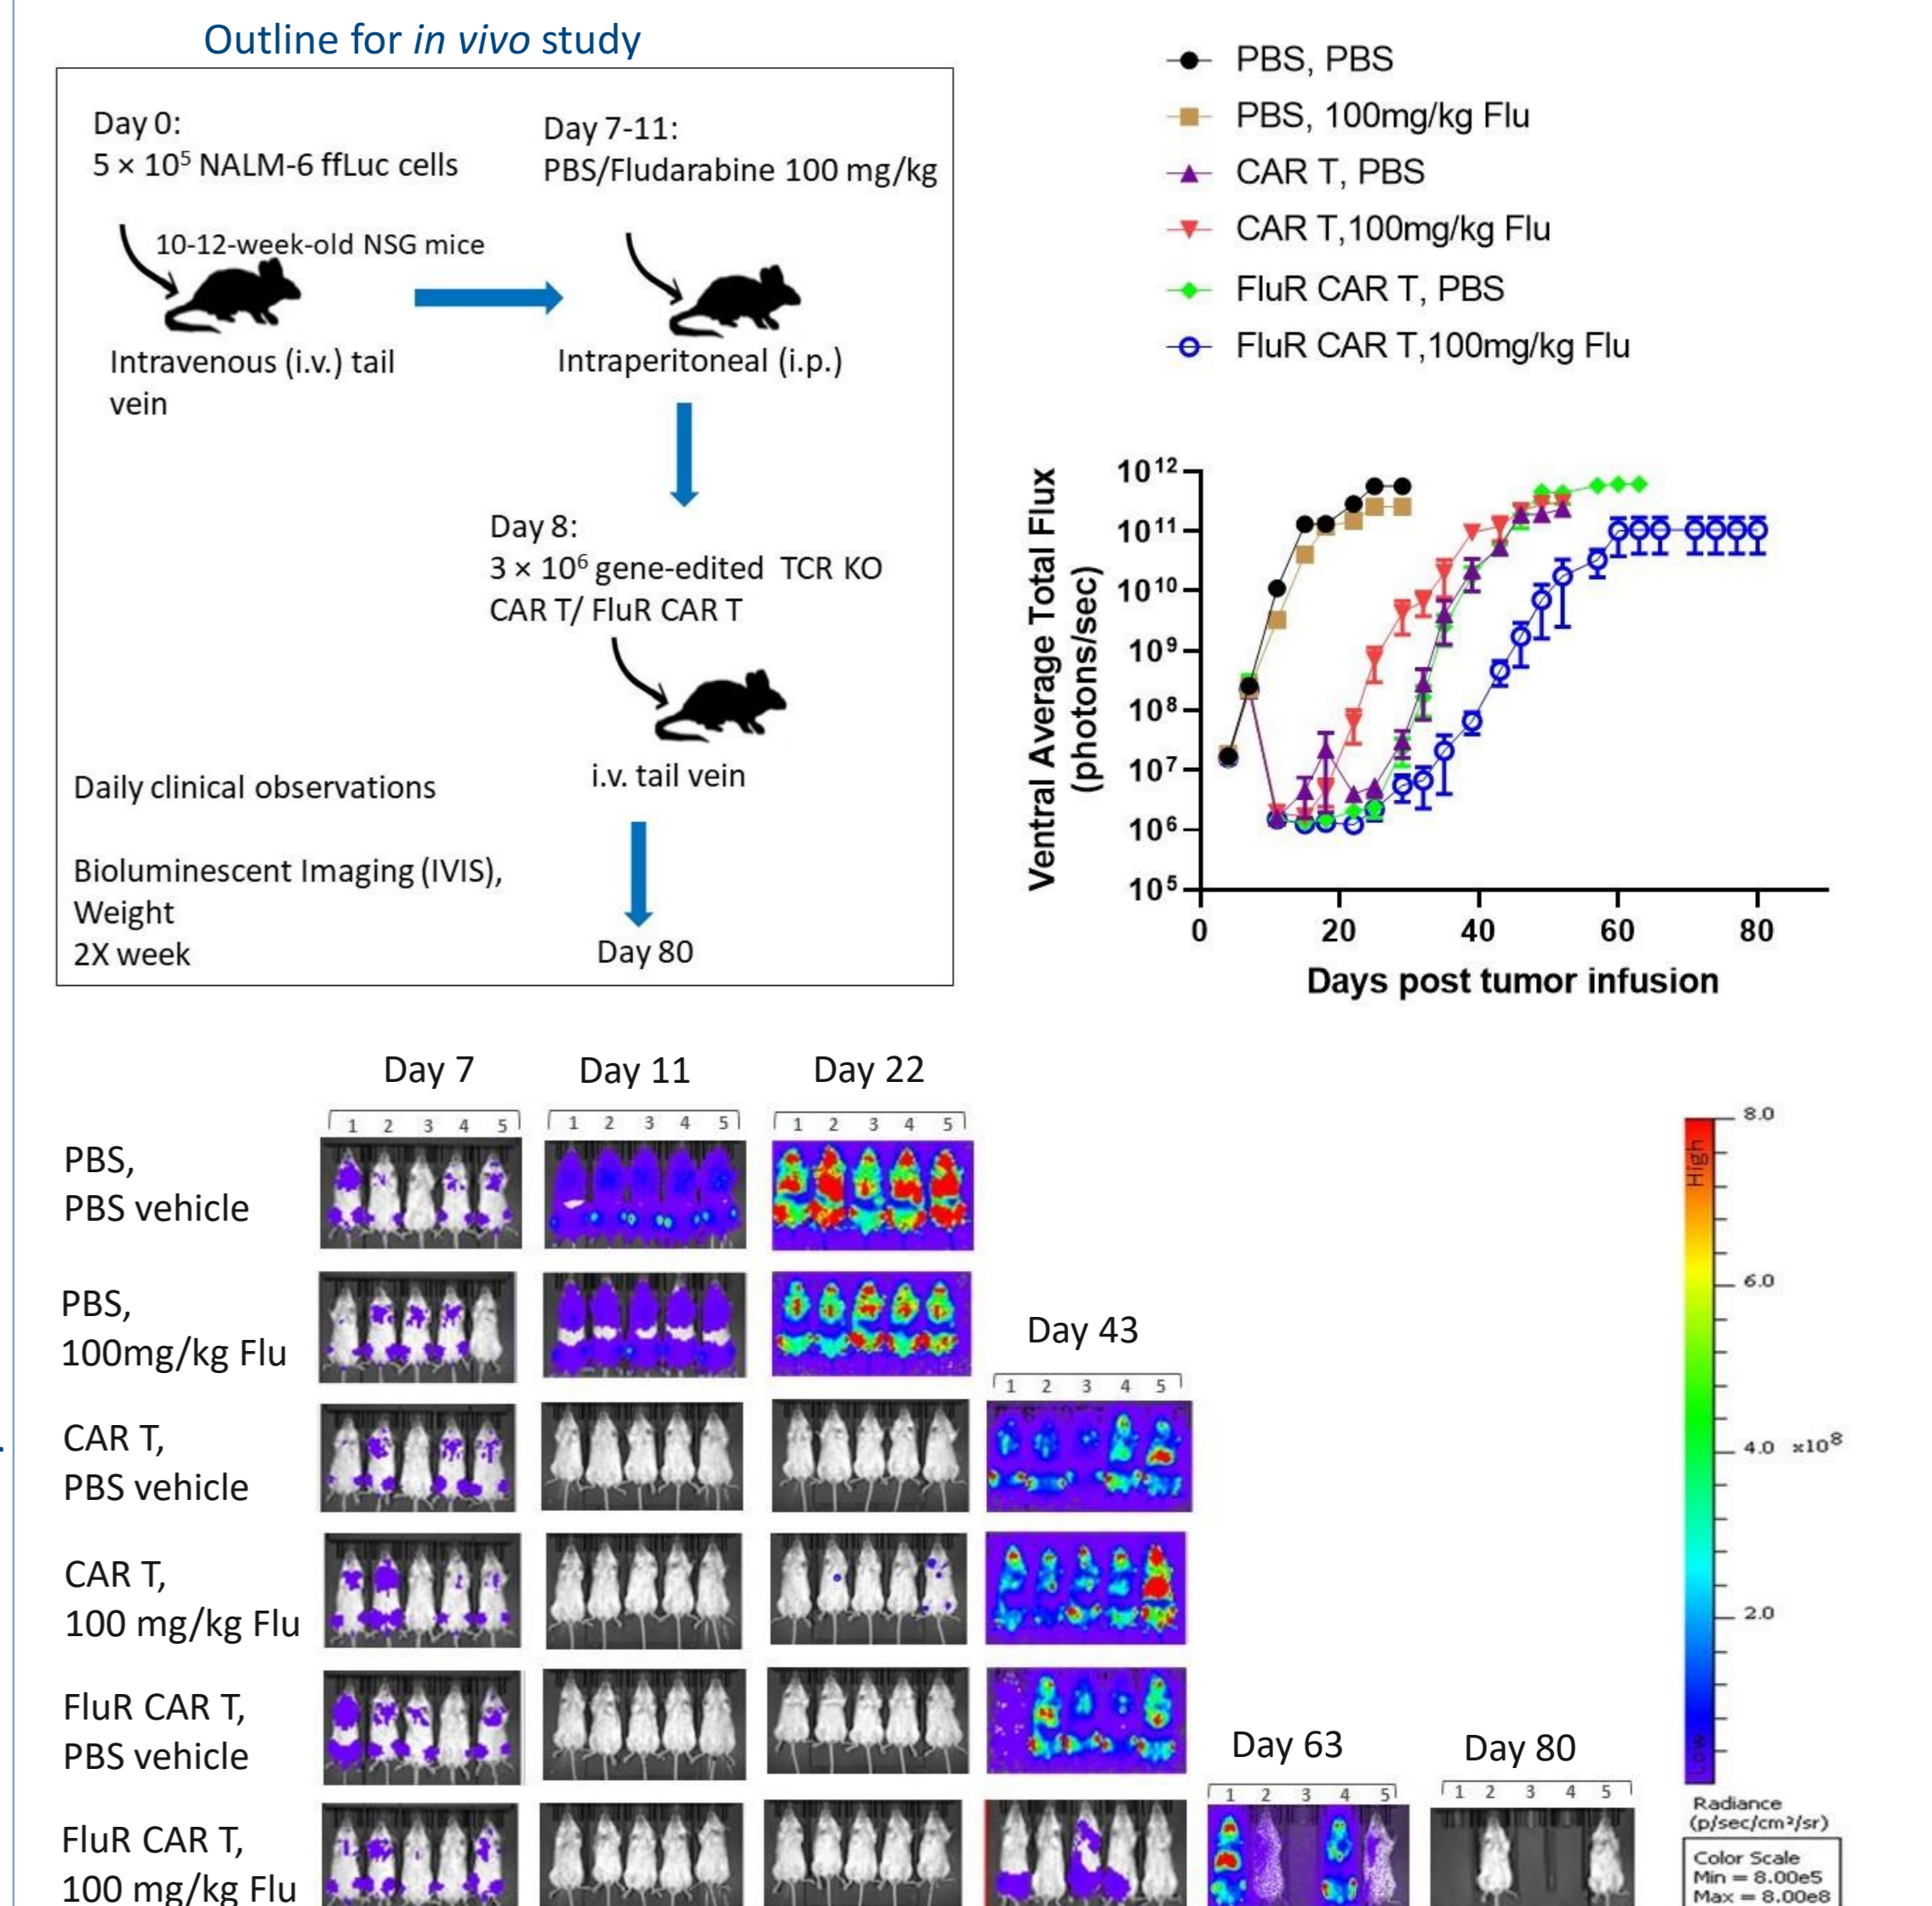 Outline for in vivo study
Day 0:
5 × 10⁵ NALM-6 ffLuc cells
Day 7-11:
PBS/Fludarabine 100 mg/kg
10-12-week-old NSG mice
Intravenous (i.v.) tail
vein
Intraperitoneal (i.p.)
Day 8:
3 × 10⁶ gene-edited TCR KO
CAR T/ FluR CAR T
i.v. tail vein
Daily clinical observations
Bioluminescent Imaging (IVIS),
Weight
2X week
Day 80
PBS, PBS
PBS, 100mg/kg Flu
CAR T, PBS
CAR T,100mg/kg Flu
FluR CAR T, PBS
FluR CAR T,100mg/kg Flu
Ventral Average Total Flux
(photons/sec)
10¹²
10¹¹
10¹⁰
10⁹
10⁸
10⁷
10⁶
10⁵
0 20 40 60 80
Days post tumor infusion
Day 7 Day 11 Day 22
1 2 3 4 5 1 2 3 4 5 1 2 3 4 5
PBS,
PBS vehicle
PBS,
100mg/kg Flu
Day 43
1 2 3 4 5
CAR T,
PBS vehicle
CAR T,
100 mg/kg Flu
FluR CAR T,
PBS vehicle
Day 63 Day 80
1 2 3 4 5 1 2 3 4 5
FluR CAR T,
100 mg/kg Flu
High
8.0
6.0
4.0 x10⁸
2.0
Low
Radiance
(p/sec/cm²/sr)
Color Scale
Min = 8.00e5
Max = 8.00e8